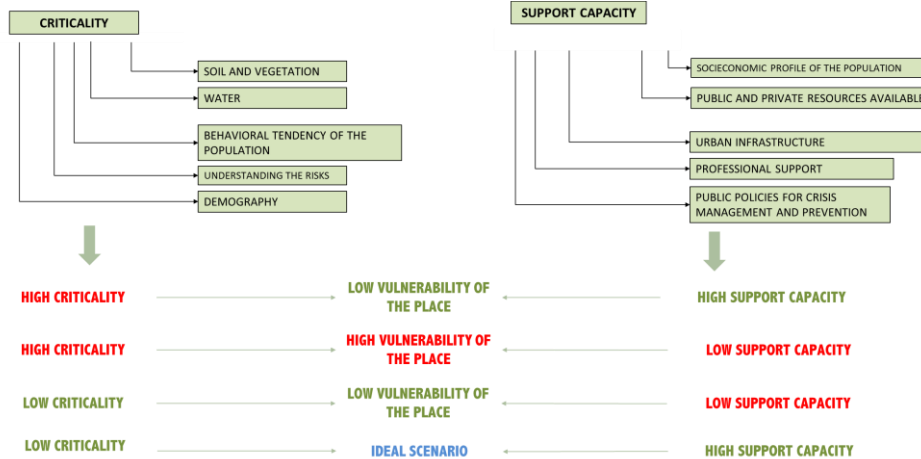 CRITICALITY
SOIL AND VEGETATION
WATER
BEHAVIORAL TENDENCY OF THE
POPULATION
UNDERSTANDING THE RISKS
DEMOGRAPHY
SUPPORT CAPACITY
SOCIECONOMIC PROFILE OF THE POPULATION
PUBLIC AND PRIVATE RESOURCES AVAILABLE
URBAN INFRASTRUCTURE
PROFESSIONAL SUPPORT
PUBLIC POLICIES FOR CRISIS
MANAGEMENT AND PREVENTION
HIGH CRITICALITY
LOW VULNERABILITY OF
THE PLACE
HIGH SUPPORT CAPACITY
HIGH CRITICALITY
HIGH VULNERABILITY OF THE
PLACE
LOW SUPPORT CAPACITY
LOW CRITICALITY
LOW VULNERABILITY OF
THE PLACE
LOW SUPPORT CAPACITY
LOW CRITICALITY
IDEAL SCENARIO
HIGH SUPPORT CAPACITY